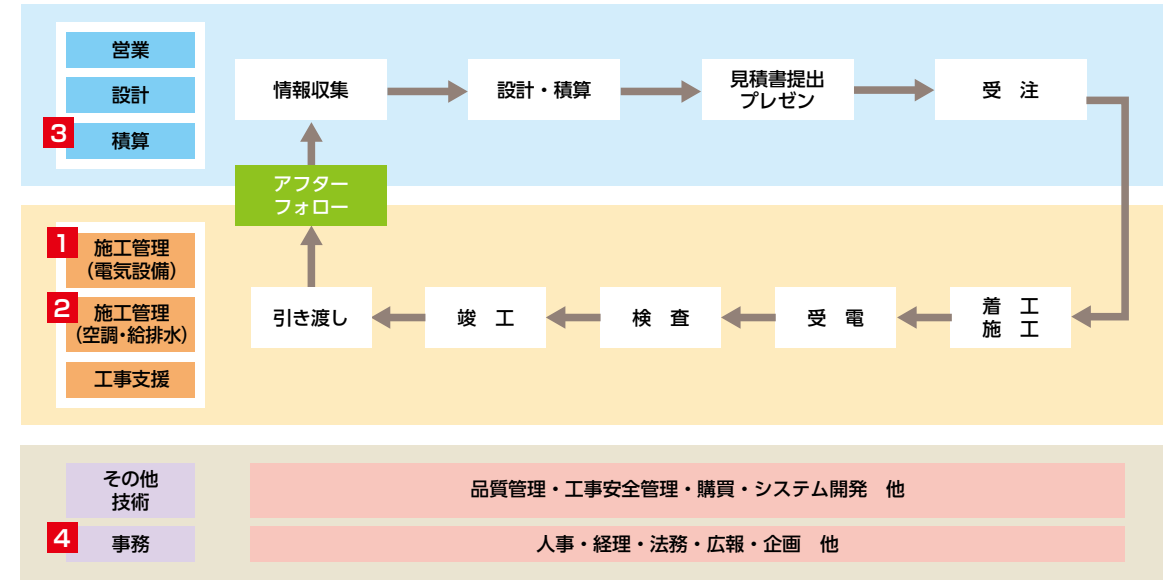 営業
設計
3
積算
情報収集
設計・積算
見積書提出
プレゼン
受 注
アフター
フォロー
1
施工管理
(電気設備)
2
施工管理
(空調・給排水)
工事支援
引き渡し
竣 工
検 査
受 電
着 工
施 工
その他
技術
品質管理・工事安全管理・購買・システム開発 他
4
事務
人事・経理・法務・広報・企画 他